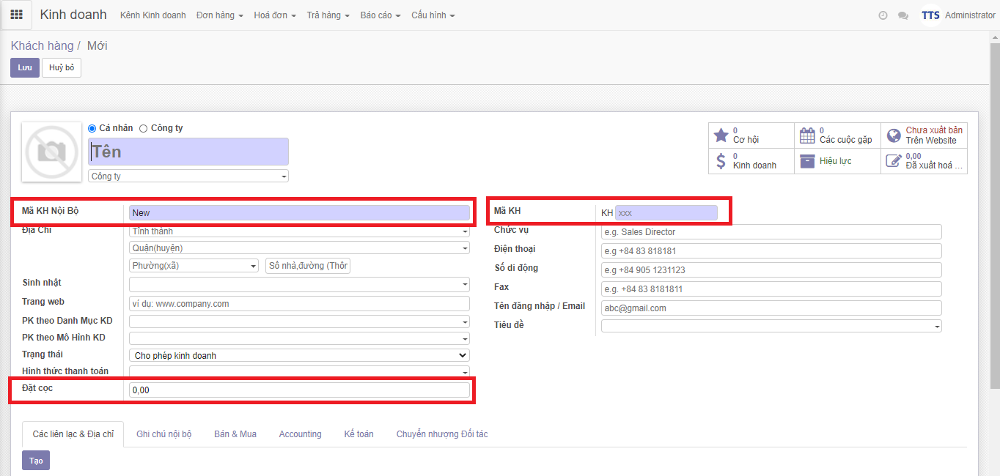 Kinh doanh Kênh Kinh doanh Đơn hàng Hoá đơn Trả hàng Báo cáo Cấu hình TTS Administrator
Khách hàng / Mới
Lưu Huỷ bỏ
Cá nhân Công ty
Tên
Công ty
0 Cơ hội
0 Các cuộc gặp
Chưa xuất bản Trên Website
0 Kinh doanh
Hiệu lực
0,00 Đã xuất hoá ...
Mã KH Nội Bộ New
Địa Chỉ Tỉnh thành
Quận(huyện)
Phường(xã) Số nhà,đường (Thôn
Sinh nhật
Trang web ví dụ: www.company.com
PK theo Danh Mục KD
PK theo Mô Hình KD
Trạng thái Cho phép kinh doanh
Hình thức thanh toán
Đặt cọc 0,00
Mã KH KH xxx
Chức vụ e.g. Sales Director
Điện thoại e.g +84 83 818181
Số di động e.g +84 905 1231123
Fax e.g. +84 83 8181811
Tên đăng nhập / Email abc@gmail.com
Tiêu đề
Các liên lạc & Địa chỉ Ghi chú nội bộ Bán & Mua Accounting Kế toán Chuyển nhượng Đối tác
Tạo